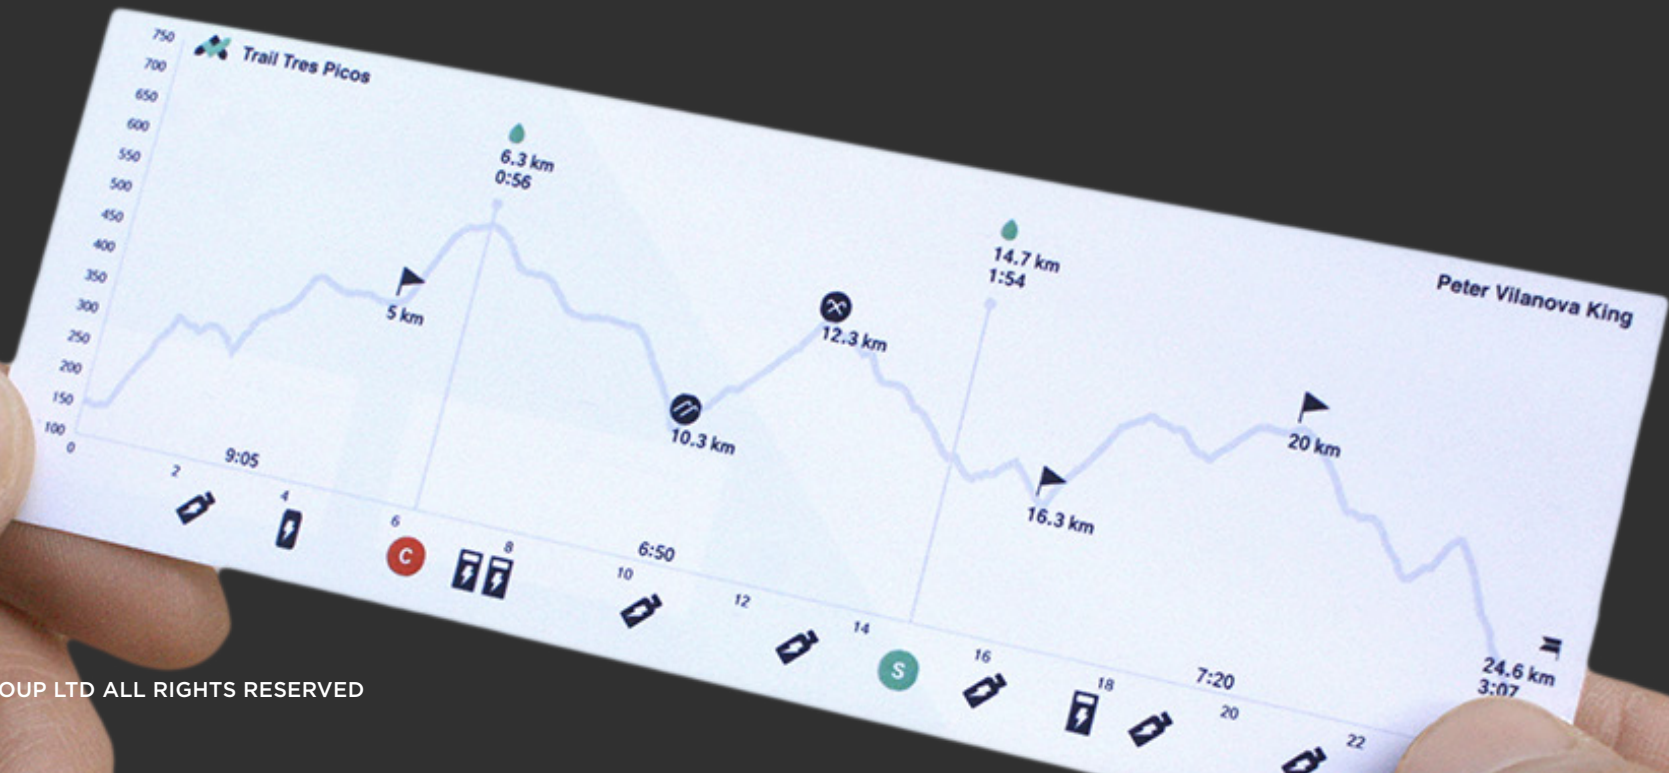 Trail Tres Picos
Peter Vilanova King
750
700
650
600
550
500
450
400
350
300
250
200
150
100
6.3 km
0:56
14.7 km
1:54
5 km
12.3 km
10.3 km
20 km
16.3 km
24.6 km
3:07
9:05
6:50
7:20
0
2
4
6
8
10
12
14
16
18
20
22
C
S
OUP LTD ALL RIGHTS RESERVED